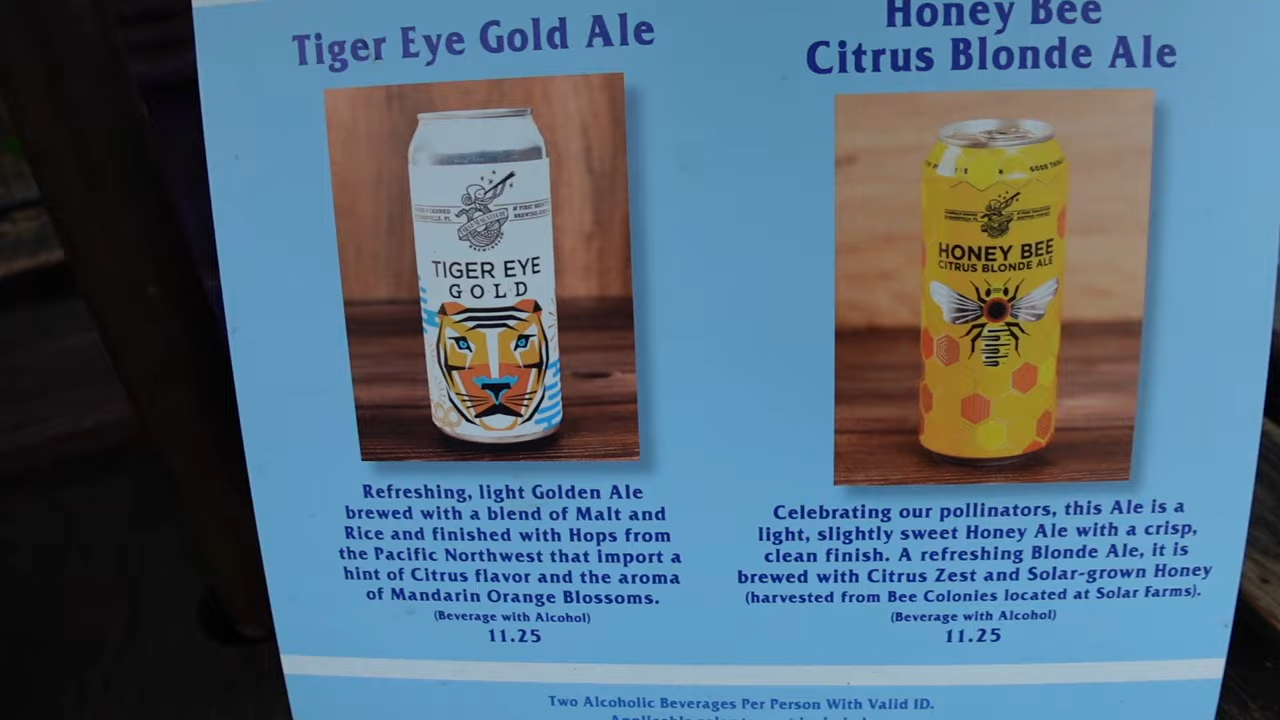 Tiger Eye Gold Ale
TIGER EYE
GOLD
Refreshing, light Golden Ale
brewed with a blend of Malt and
Rice and finished with Hops from
the Pacific Northwest that import a
hint of Citrus flavor and the aroma
of Mandarin Orange Blossoms.
(Beverage with Alcohol)
11.25
Honey Bee
Citrus Blonde Ale
HONEY BEE
CITRUS BLONDE ALE
Celebrating our pollinators, this Ale is a
light, slightly sweet Honey Ale with a crisp,
clean finish. A refreshing Blonde Ale, it is
brewed with Citrus Zest and Solar-grown Honey
(harvested from Bee Colonies located at Solar Farms).
(Beverage with Alcohol)
11.25
Two Alcoholic Beverages Per Person With Valid ID.